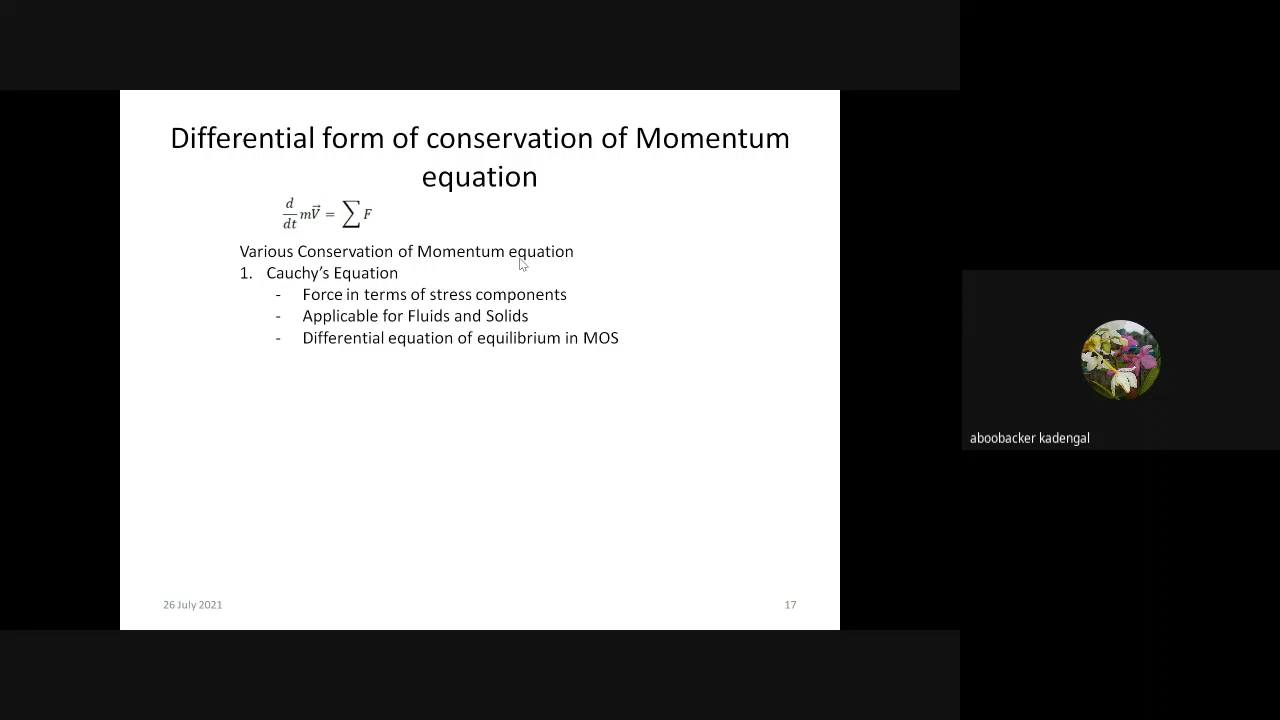 Differential form of conservation of Momentum
equation
d/dt mV⃗ = ∑ F
Various Conservation of Momentum equation
1. Cauchy’s Equation
- Force in terms of stress components
- Applicable for Fluids and Solids
- Differential equation of equilibrium in MOS
aboobacker kadengal
26 July 2021
17